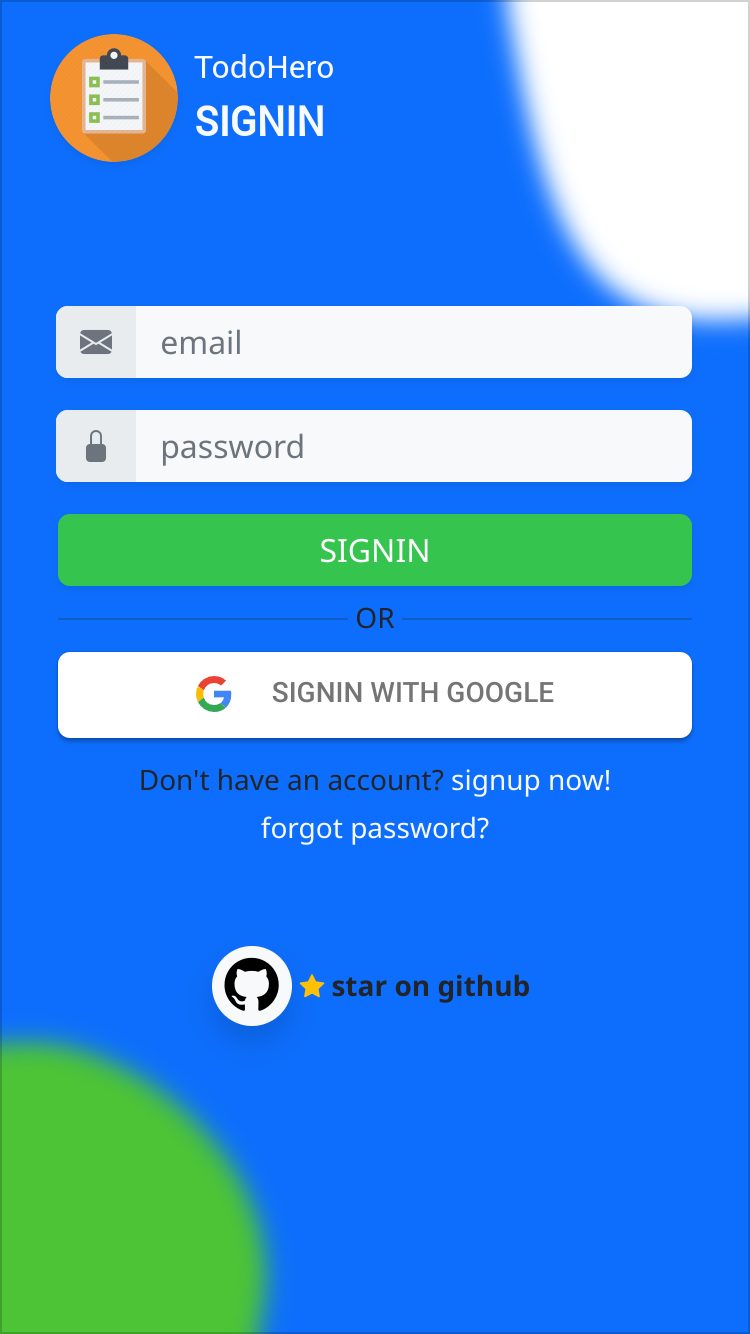 TodoHero
SIGNIN
email
password
SIGNIN
OR
SIGNIN WITH GOOGLE
Don't have an account? signup now!
forgot password?
star on github